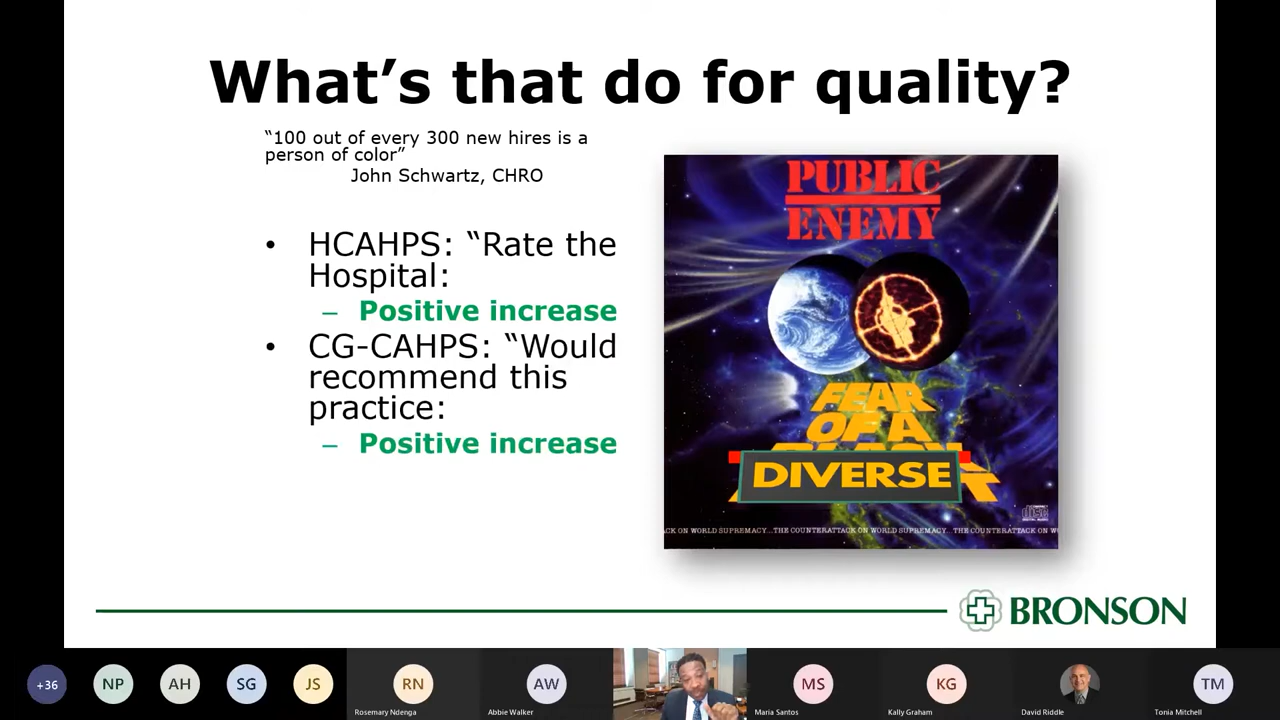 What’s that do for quality?
“100 out of every 300 new hires is a
person of color”
John Schwartz, CHRO
• HCAHPS: “Rate the
Hospital:
– Positive increase
• CG-CAHPS: “Would
recommend this
practice:
– Positive increase
PUBLIC
ENEMY
FEAR
OF A
DIVERSE
ACK ON WORLD SUPREMACY...THE COUNTERATTACK ON WORLD SUPREMACY...THE COUNTERATTACK ON W
BRONSON
+36
NP
AH
SG
JS
RN
Rosemary Ndenga
AW
Abbie Walker
MS
Maria Santos
KG
Kally Graham
David Riddle
TM
Tonia Mitchell